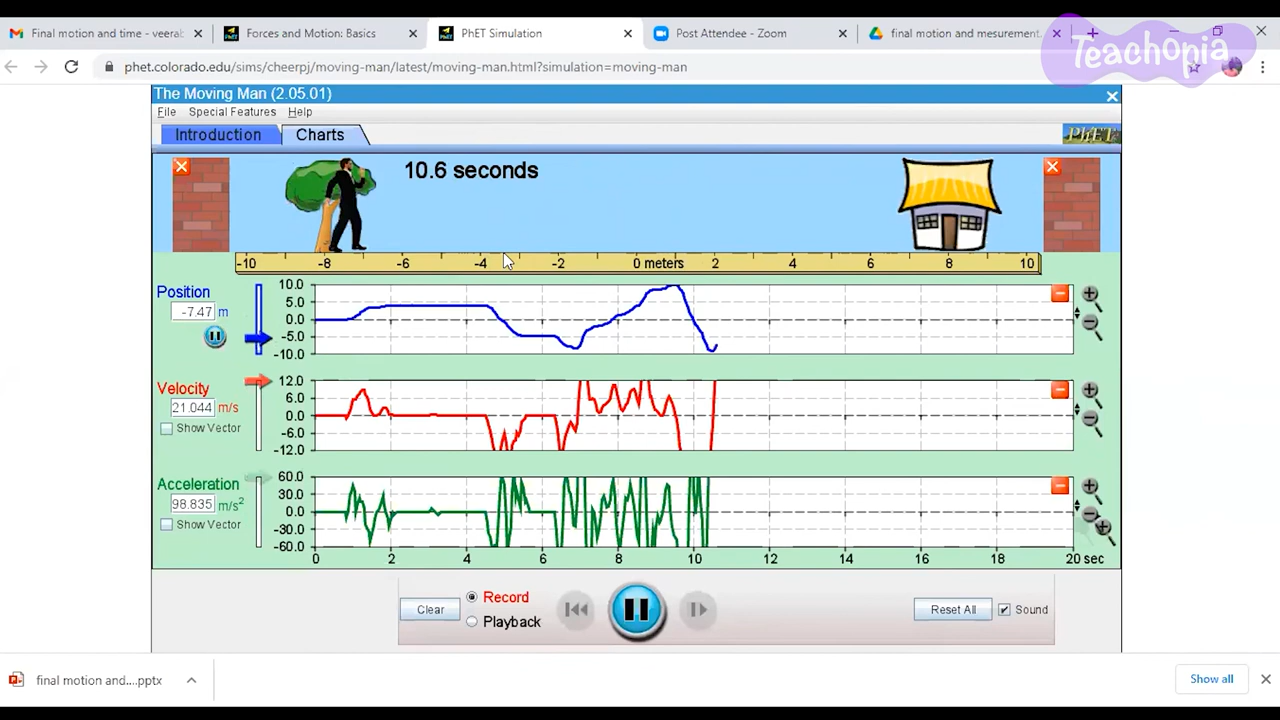 Final motion and time - veerab
Forces and Motion: Basics
PhET Simulation
Post Attendee - Zoom
final motion and mesurement.
Teachopia
phet.colorado.edu/sims/cheerpj/moving-man/latest/moving-man.html?simulation=moving-man
The Moving Man (2.05.01)
File Special Features Help
Introduction Charts
PhET
10.6 seconds
-10 -8 -6 -4 -2 0 meters 2 4 6 8 10
Position
-7.47 m
10.0
5.0
0.0
-5.0
-10.0
Velocity
21.044 m/s
Show Vector
12.0
6.0
0.0
-6.0
-12.0
Acceleration
98.835 m/s²
Show Vector
60.0
30.0
0.0
-30.0
-60.0
0 2 4 6 8 10 12 14 16 18 20 sec
Clear
Record
Playback
Reset All
Sound
final motion and....pptx
Show all